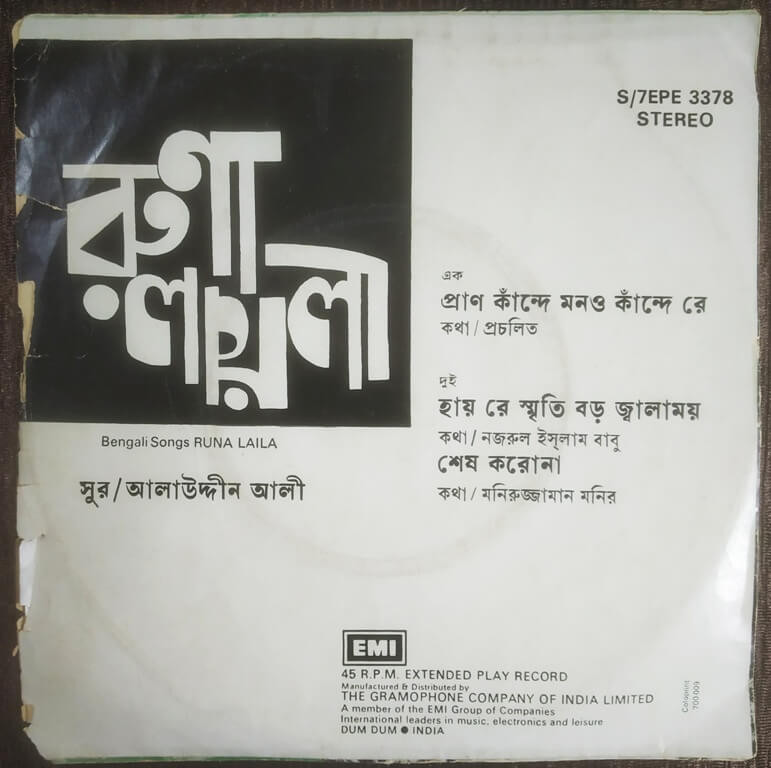 S/7EPE 3378
STEREO
রুণা
লায়লা
Bengali Songs RUNA LAILA
সুর/আলাউদ্দীন আলী
এক
প্রাণ কাঁন্দে মনও কাঁন্দে রে
কথা/প্রচলিত
দুই
হায় রে স্মৃতি বড় জ্বালাময়
কথা/নজরুল ইস্‌লাম বাবু
শেষ করোনা
কথা/মনিরুজ্জামান মনির
EMI
45 R.P.M. EXTENDED PLAY RECORD
Manufactured & Distributed by
THE GRAMOPHONE COMPANY OF INDIA LIMITED
A member of the EMI Group of Companies
International leaders in music, electronics and leisure
DUM DUM ● INDIA
Colorprint
700 009